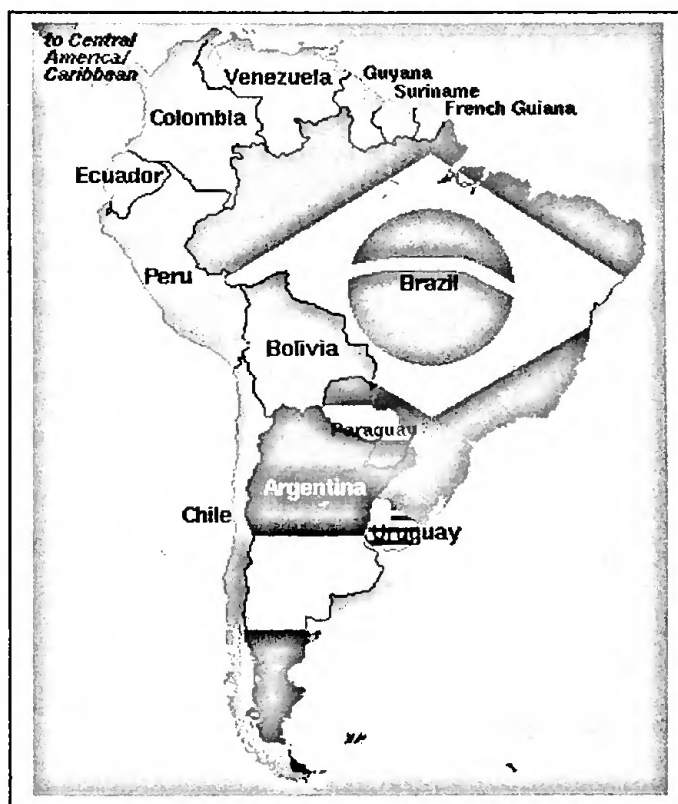 to Central
America/
Caribbean
Venezuela
Guyana
Suriname
French Guiana
Colombia
Ecuador
Peru
Brazil
Bolivia
Paraguay
Argentina
Chile
Uruguay